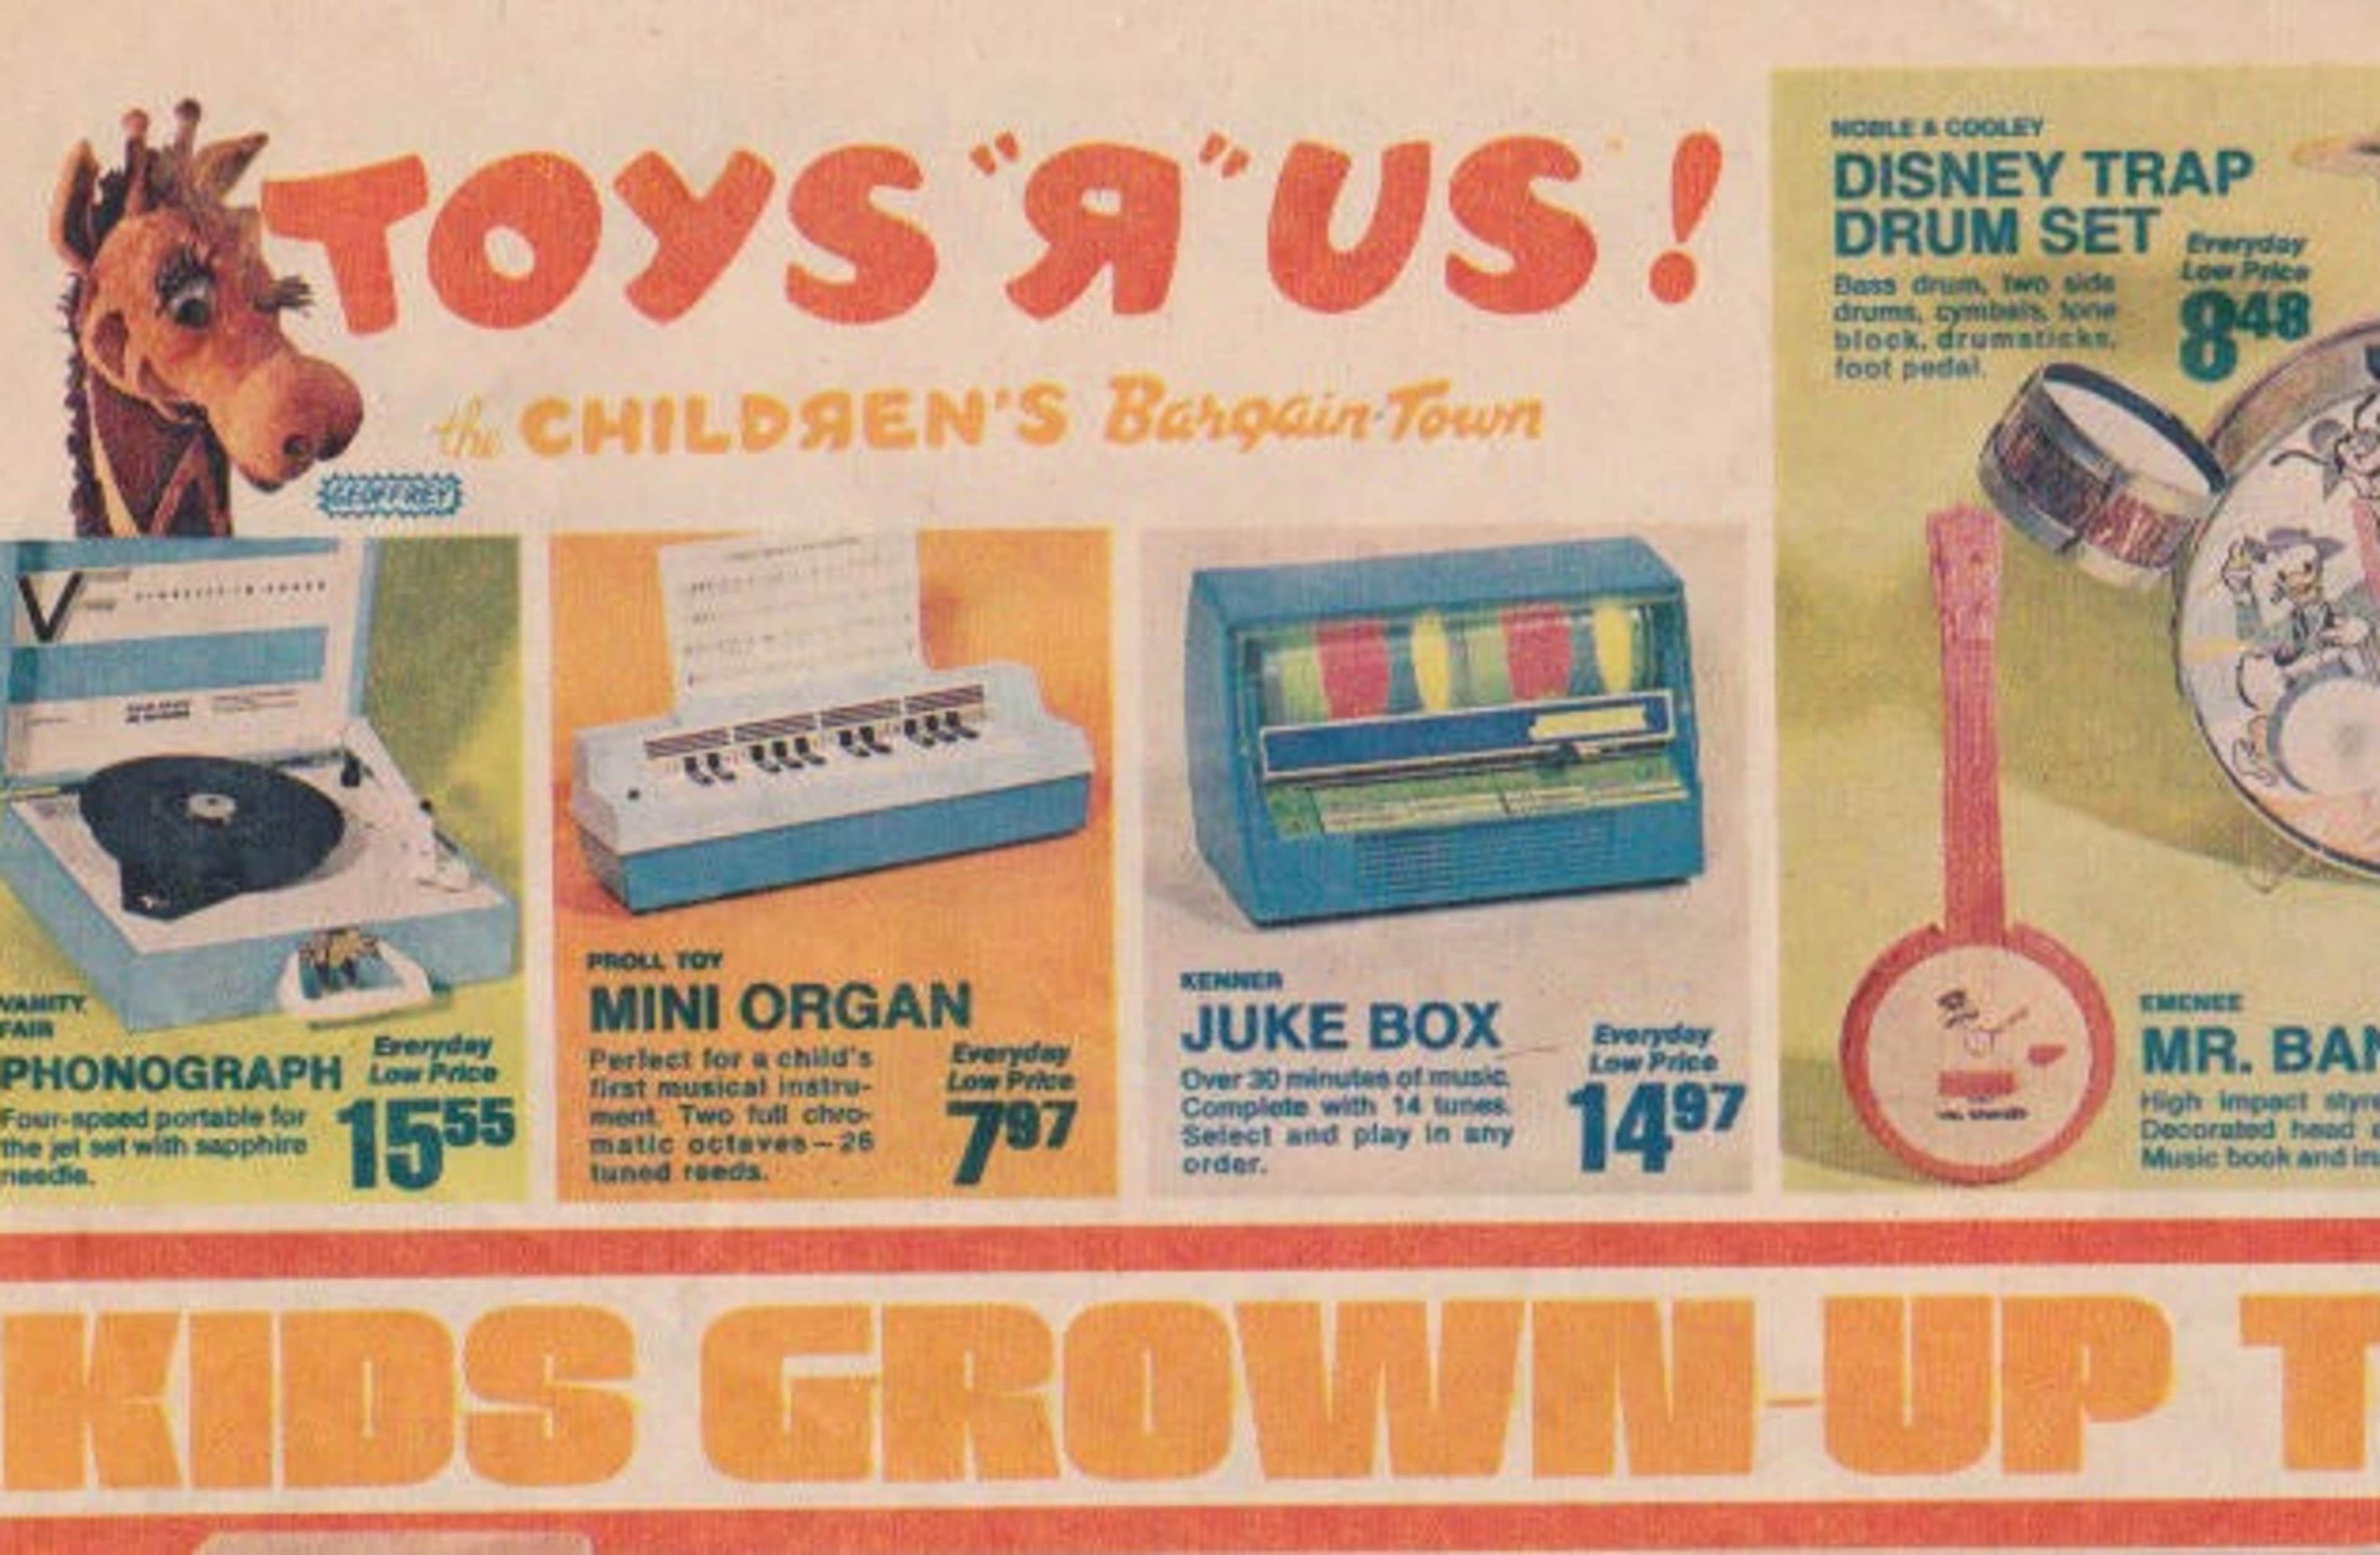 TOYS "R" US!
the CHILDREN'S Bargain-Town
GEOFFREY
VANITY
FAIR
PHONOGRAPH
Four-speed portable for
the jet set with sapphire
needle.
Everyday
Low Price
15 55
PROLL TOY
MINI ORGAN
Perfect for a child's
first musical instru-
ment. Two full chro-
matic octaves—26
tuned reeds.
Everyday
Low Price
7 97
KENNER
JUKE BOX
Over 30 minutes of music.
Complete with 14 tunes.
Select and play in any
order.
Everyday
Low Price
14 97
NOBLE & COOLEY
DISNEY TRAP
DRUM SET
Bass drum, two side
drums, cymbals, tone
block, drumsticks,
foot pedal.
Everyday
Low Price
8 48
EMENEE
MR. BAN
High impact styr
Decorated head
Music book and in
KIDS GROWN-UP T